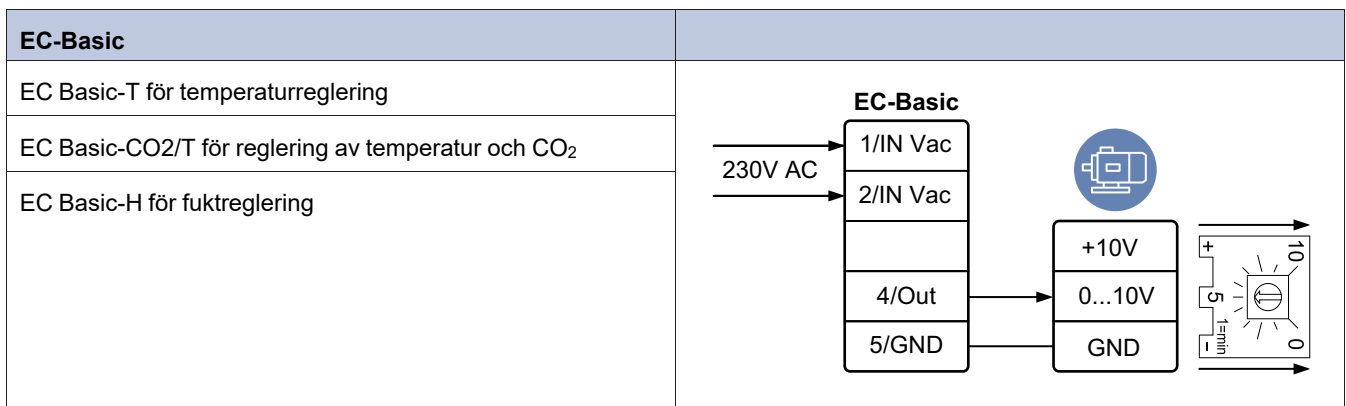 EC-Basic
EC Basic-T för temperaturreglering
EC Basic-CO2/T för reglering av temperatur och CO₂
EC Basic-H för fuktreglering
EC-Basic
230V AC
1/IN Vac
2/IN Vac
4/Out
5/GND
+10V
0...10V
GND
+
5
-
1=min
10
0